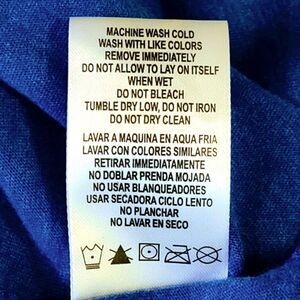 MACHINE WASH COLD
WASH WITH LIKE COLORS
REMOVE IMMEDIATELY
DO NOT ALLOW TO LAY ON ITSELF
WHEN WET
DO NOT BLEACH
TUMBLE DRY LOW, DO NOT IRON
DO NOT DRY CLEAN
LAVAR A MAQUINA EN AQUA FRIA
LAVAR CON COLORES SIMILARES
RETIRAR IMMEDIATAMENTE
NO DOBLAR PRENDA MOJADA
NO USAR BLANQUEADORES
USAR SECADORA CICLO LENTO
NO PLANCHAR
NO LAVAR EN SECO